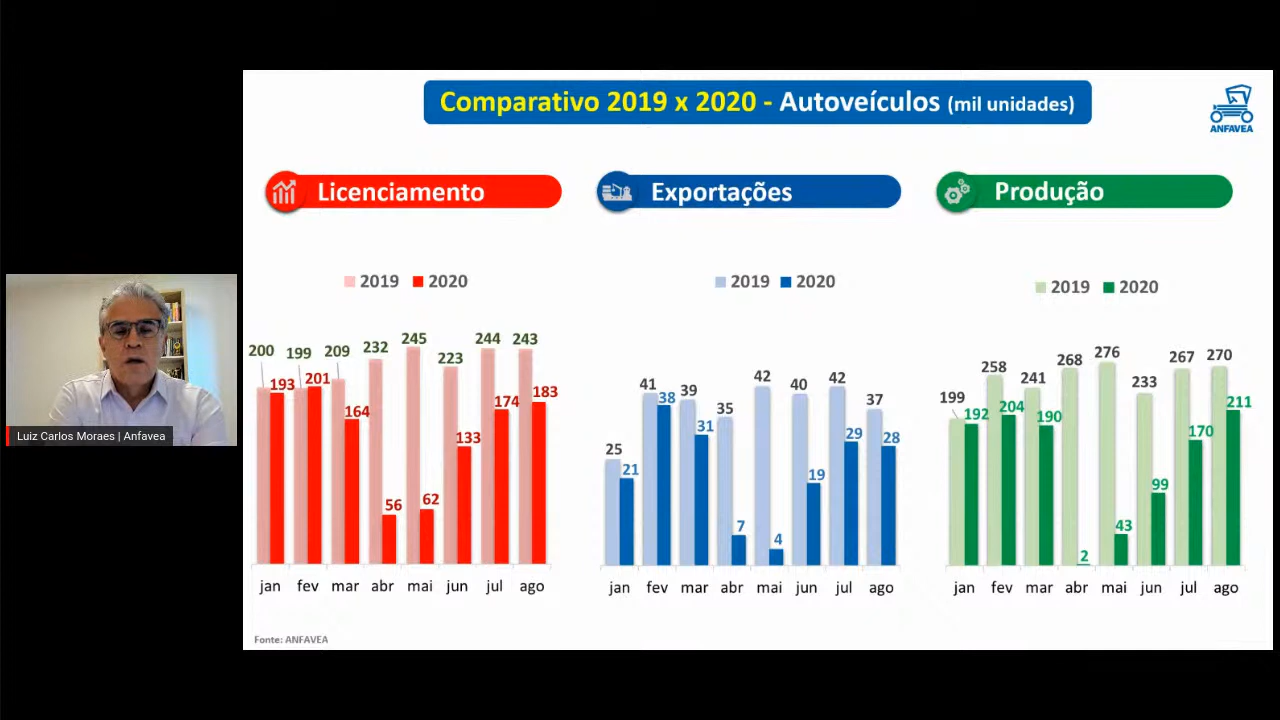 Comparativo 2019 x 2020 - Autoveículos (mil unidades)
ANFAVEA
Licenciamento
2019 2020
200 193 199 201 209 164 232 56 245 62 223 133 244 174 243 183
jan fev mar abr mai jun jul ago
Exportações
2019 2020
25 21 41 38 39 31 35 7 42 4 40 19 42 29 37 28
jan fev mar abr mai jun jul ago
Produção
2019 2020
199 192 258 204 241 190 268 2 276 43 233 99 267 170 270 211
jan fev mar abr mai jun jul ago
Fonte: ANFAVEA
Luiz Carlos Moraes | Anfavea